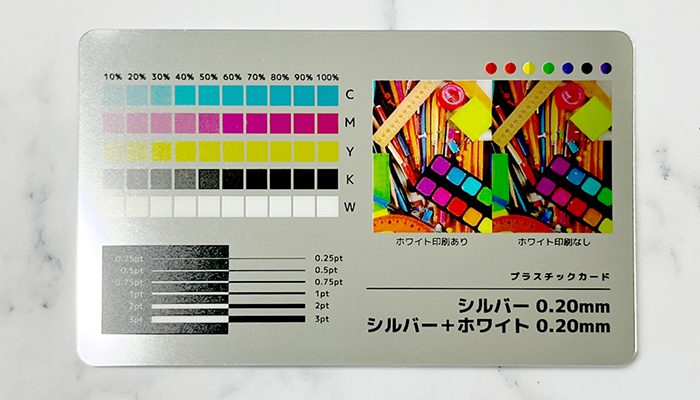 10% 20% 30% 40% 50% 60% 70% 80% 90% 100%
C
M
Y
K
W
ホワイト印刷あり ホワイト印刷なし
0.25pt 0.25pt
0.5pt 0.5pt
0.75pt 0.75pt
1pt 1pt
2pt 2pt
3pt 3pt
プラスチックカード
シルバー 0.20mm
シルバー＋ホワイト 0.20mm